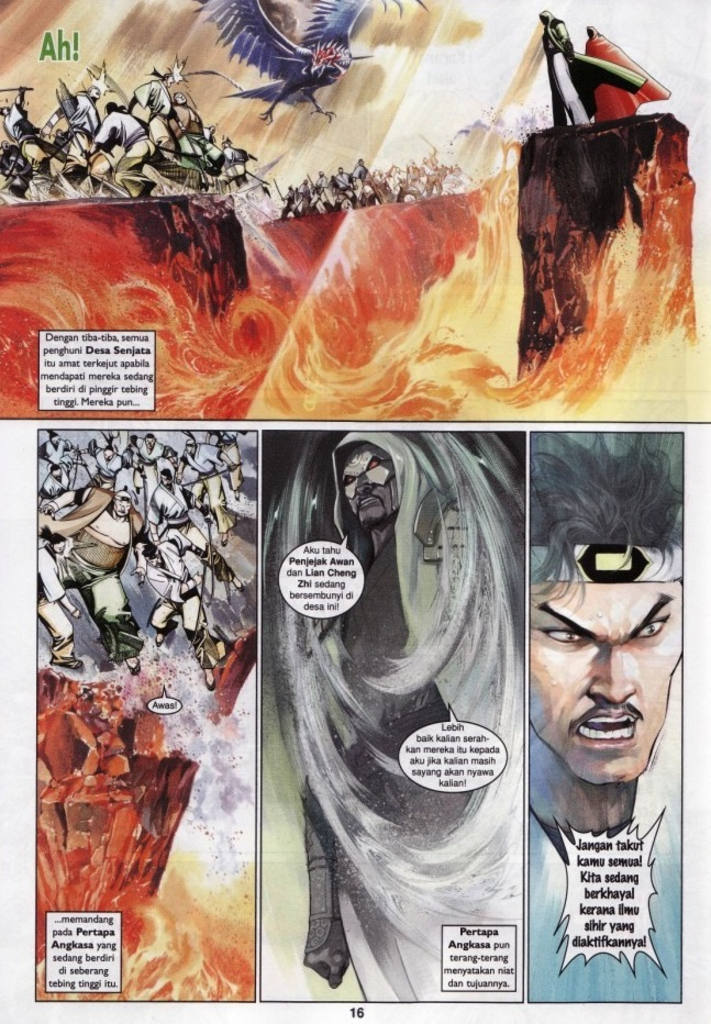 Ah!
Dengan tiba-tiba, semua
penghuni Desa Senjata
itu amat terkejut apabila
mendapati mereka sedang
berdiri di pinggir tebing
tinggi. Mereka pun...
Awas!
...memandang
pada Pertapa
Angkasa yang
sedang berdiri
di seberang
tebing tinggi itu.
Aku tahu
Penjejak Awan
dan Lian Cheng
Zhi sedang
bersembunyi di
desa ini!
Lebih
baik kalian serah-
kan mereka itu kepada
aku jika kalian masih
sayang akan nyawa
kalian!
Pertapa
Angkasa pun
terang-terang
menyatakan niat
dan tujuannya.
Jangan takut
kamu semua!
Kita sedang
berkhayal
kerana ilmu
sihir yang
diaktifkannya!
16